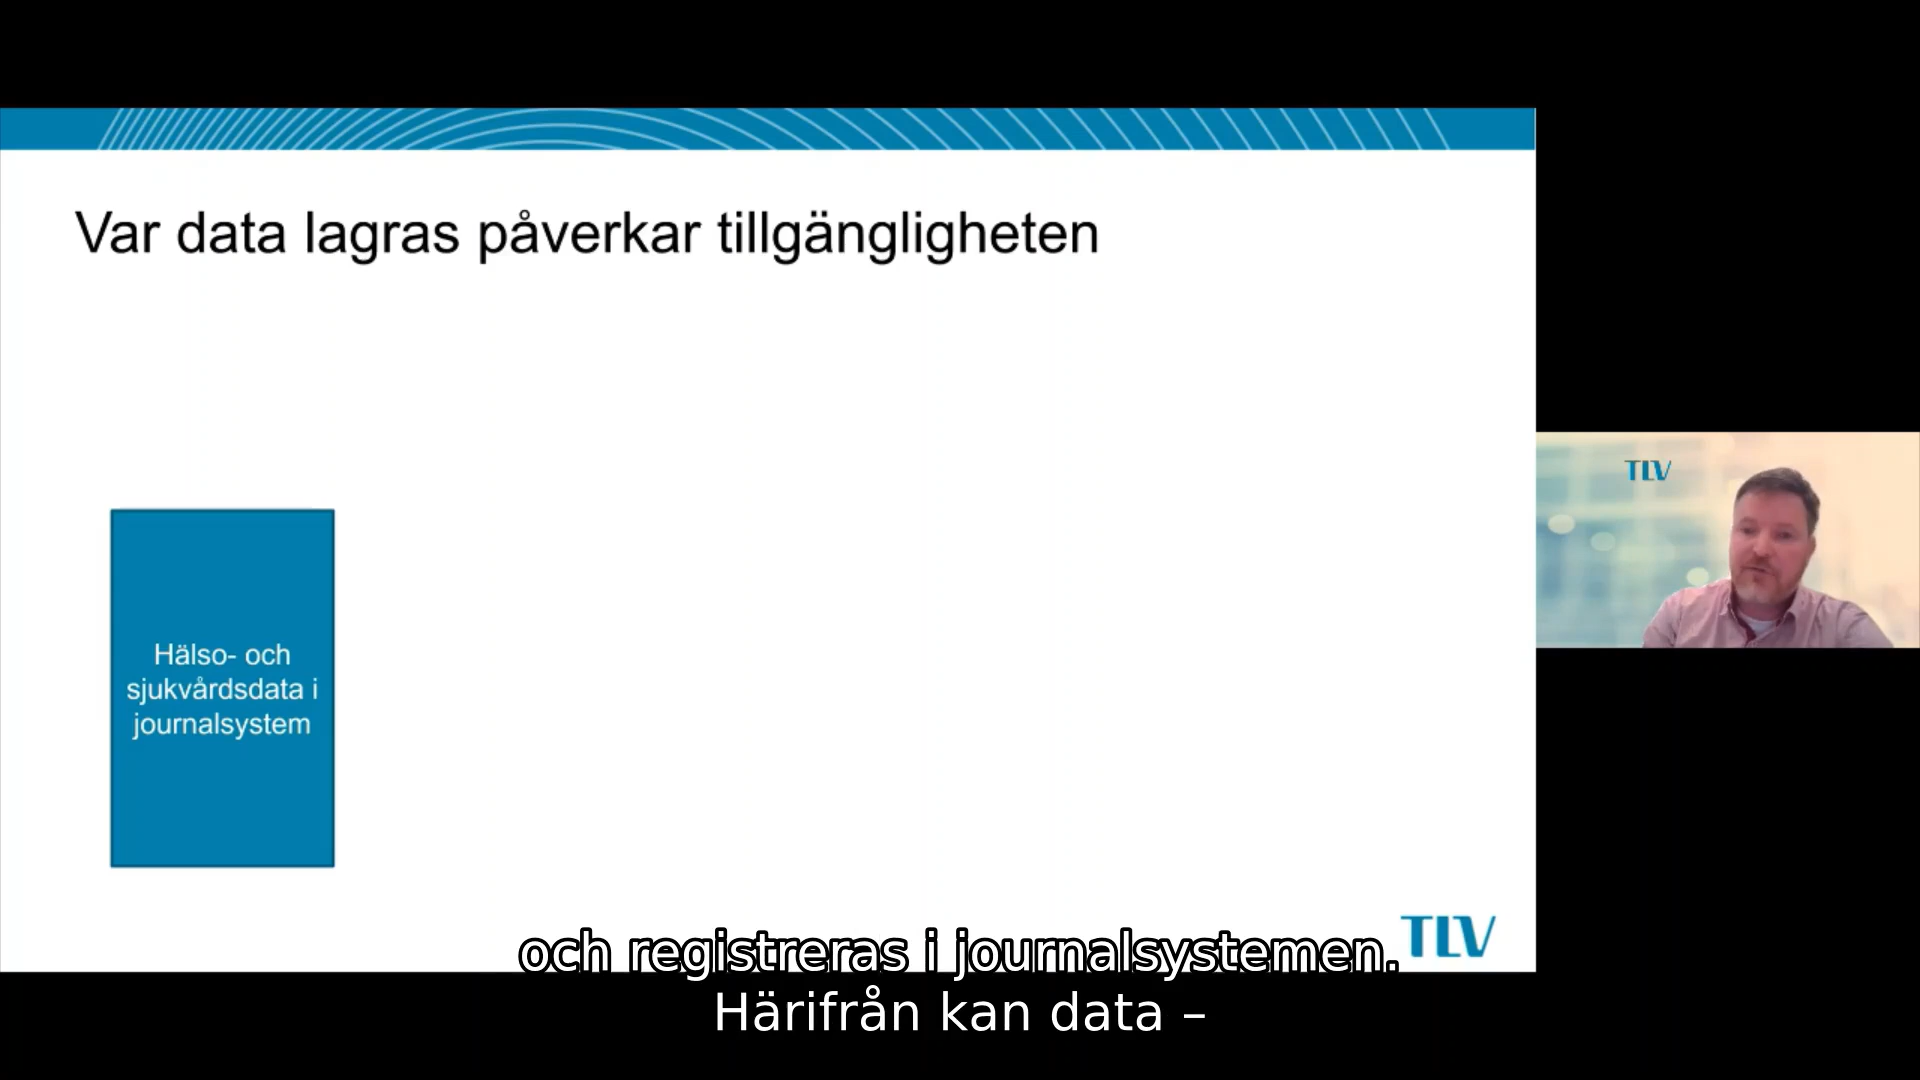 Var data lagras påverkar tillgängligheten
TLV
Hälso- och
sjukvårdsdata i
journalsystem
TLV
och registreras i journalsystemen.
Härifrån kan data –